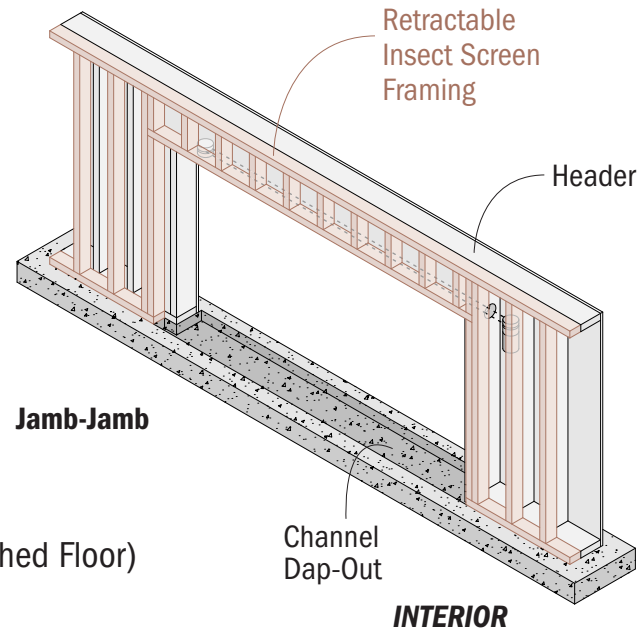 Retractable
Insect Screen
Framing
Header
Jamb-Jamb
Channel
Dap-Out
hed Floor)
INTERIOR